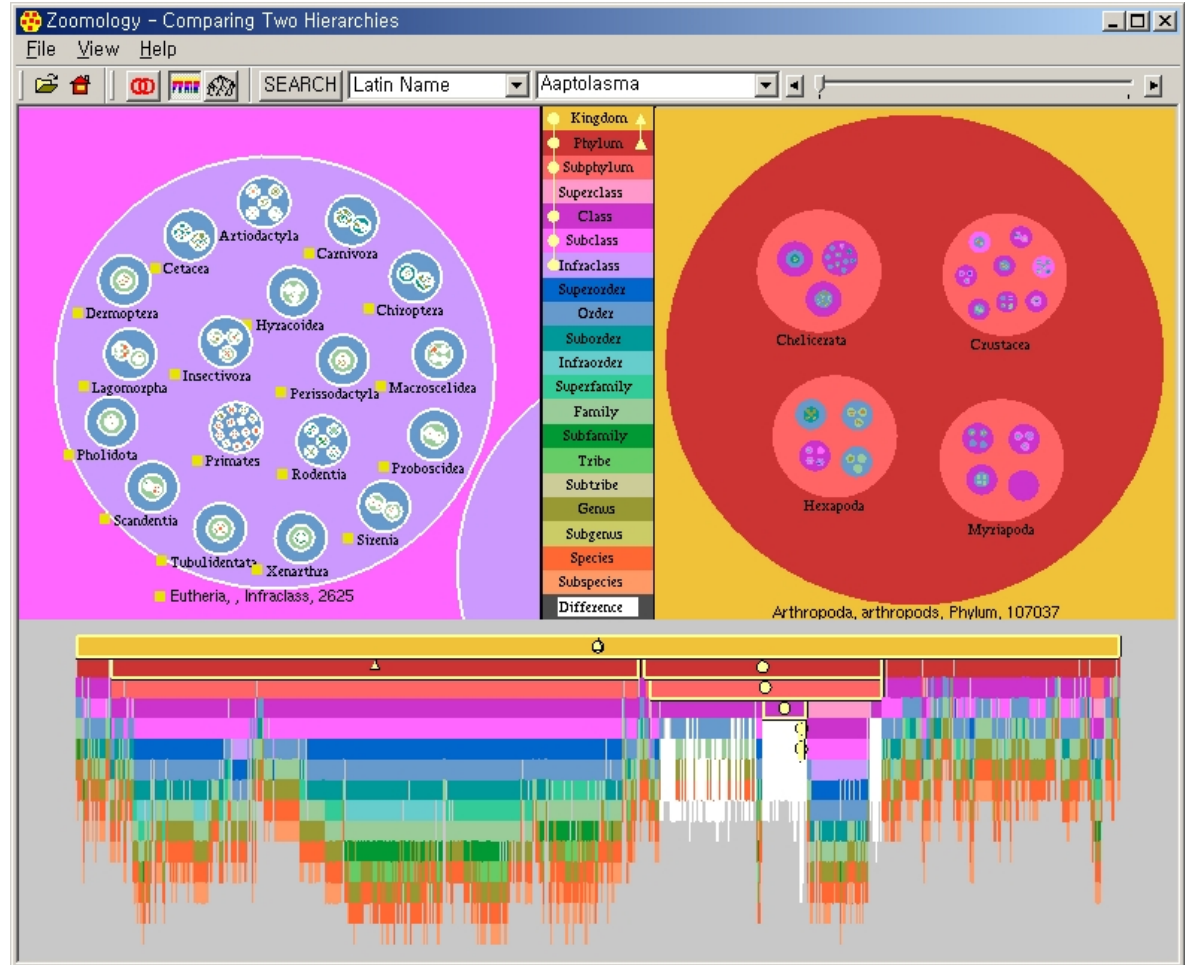 Zoomology - Comparing Two Hierarchies
File View Help
SEARCH Latin Name Aaptolasma
Artiodactyla
Carnivora
Cetacea
Chiroptera
Dermoptera
Hyracoidea
Insectivora
Lagomorpha
Perissodactyla
Macroscelidea
Pholidota
Primates
Rodentia
Proboscidea
Scandentia
Sirenia
Tubulidentata
Xenarthra
Eutheria, , Infraclass, 2625
Kingdom
Phylum
Subphylum
Superclass
Class
Subclass
Infraclass
Superorder
Order
Suborder
Infraorder
Superfamily
Family
Subfamily
Tribe
Subtribe
Genus
Subgenus
Species
Subspecies
Difference
Chelicerata
Crustacea
Hexapoda
Myriapoda
Arthropoda, arthropods, Phylum, 107037